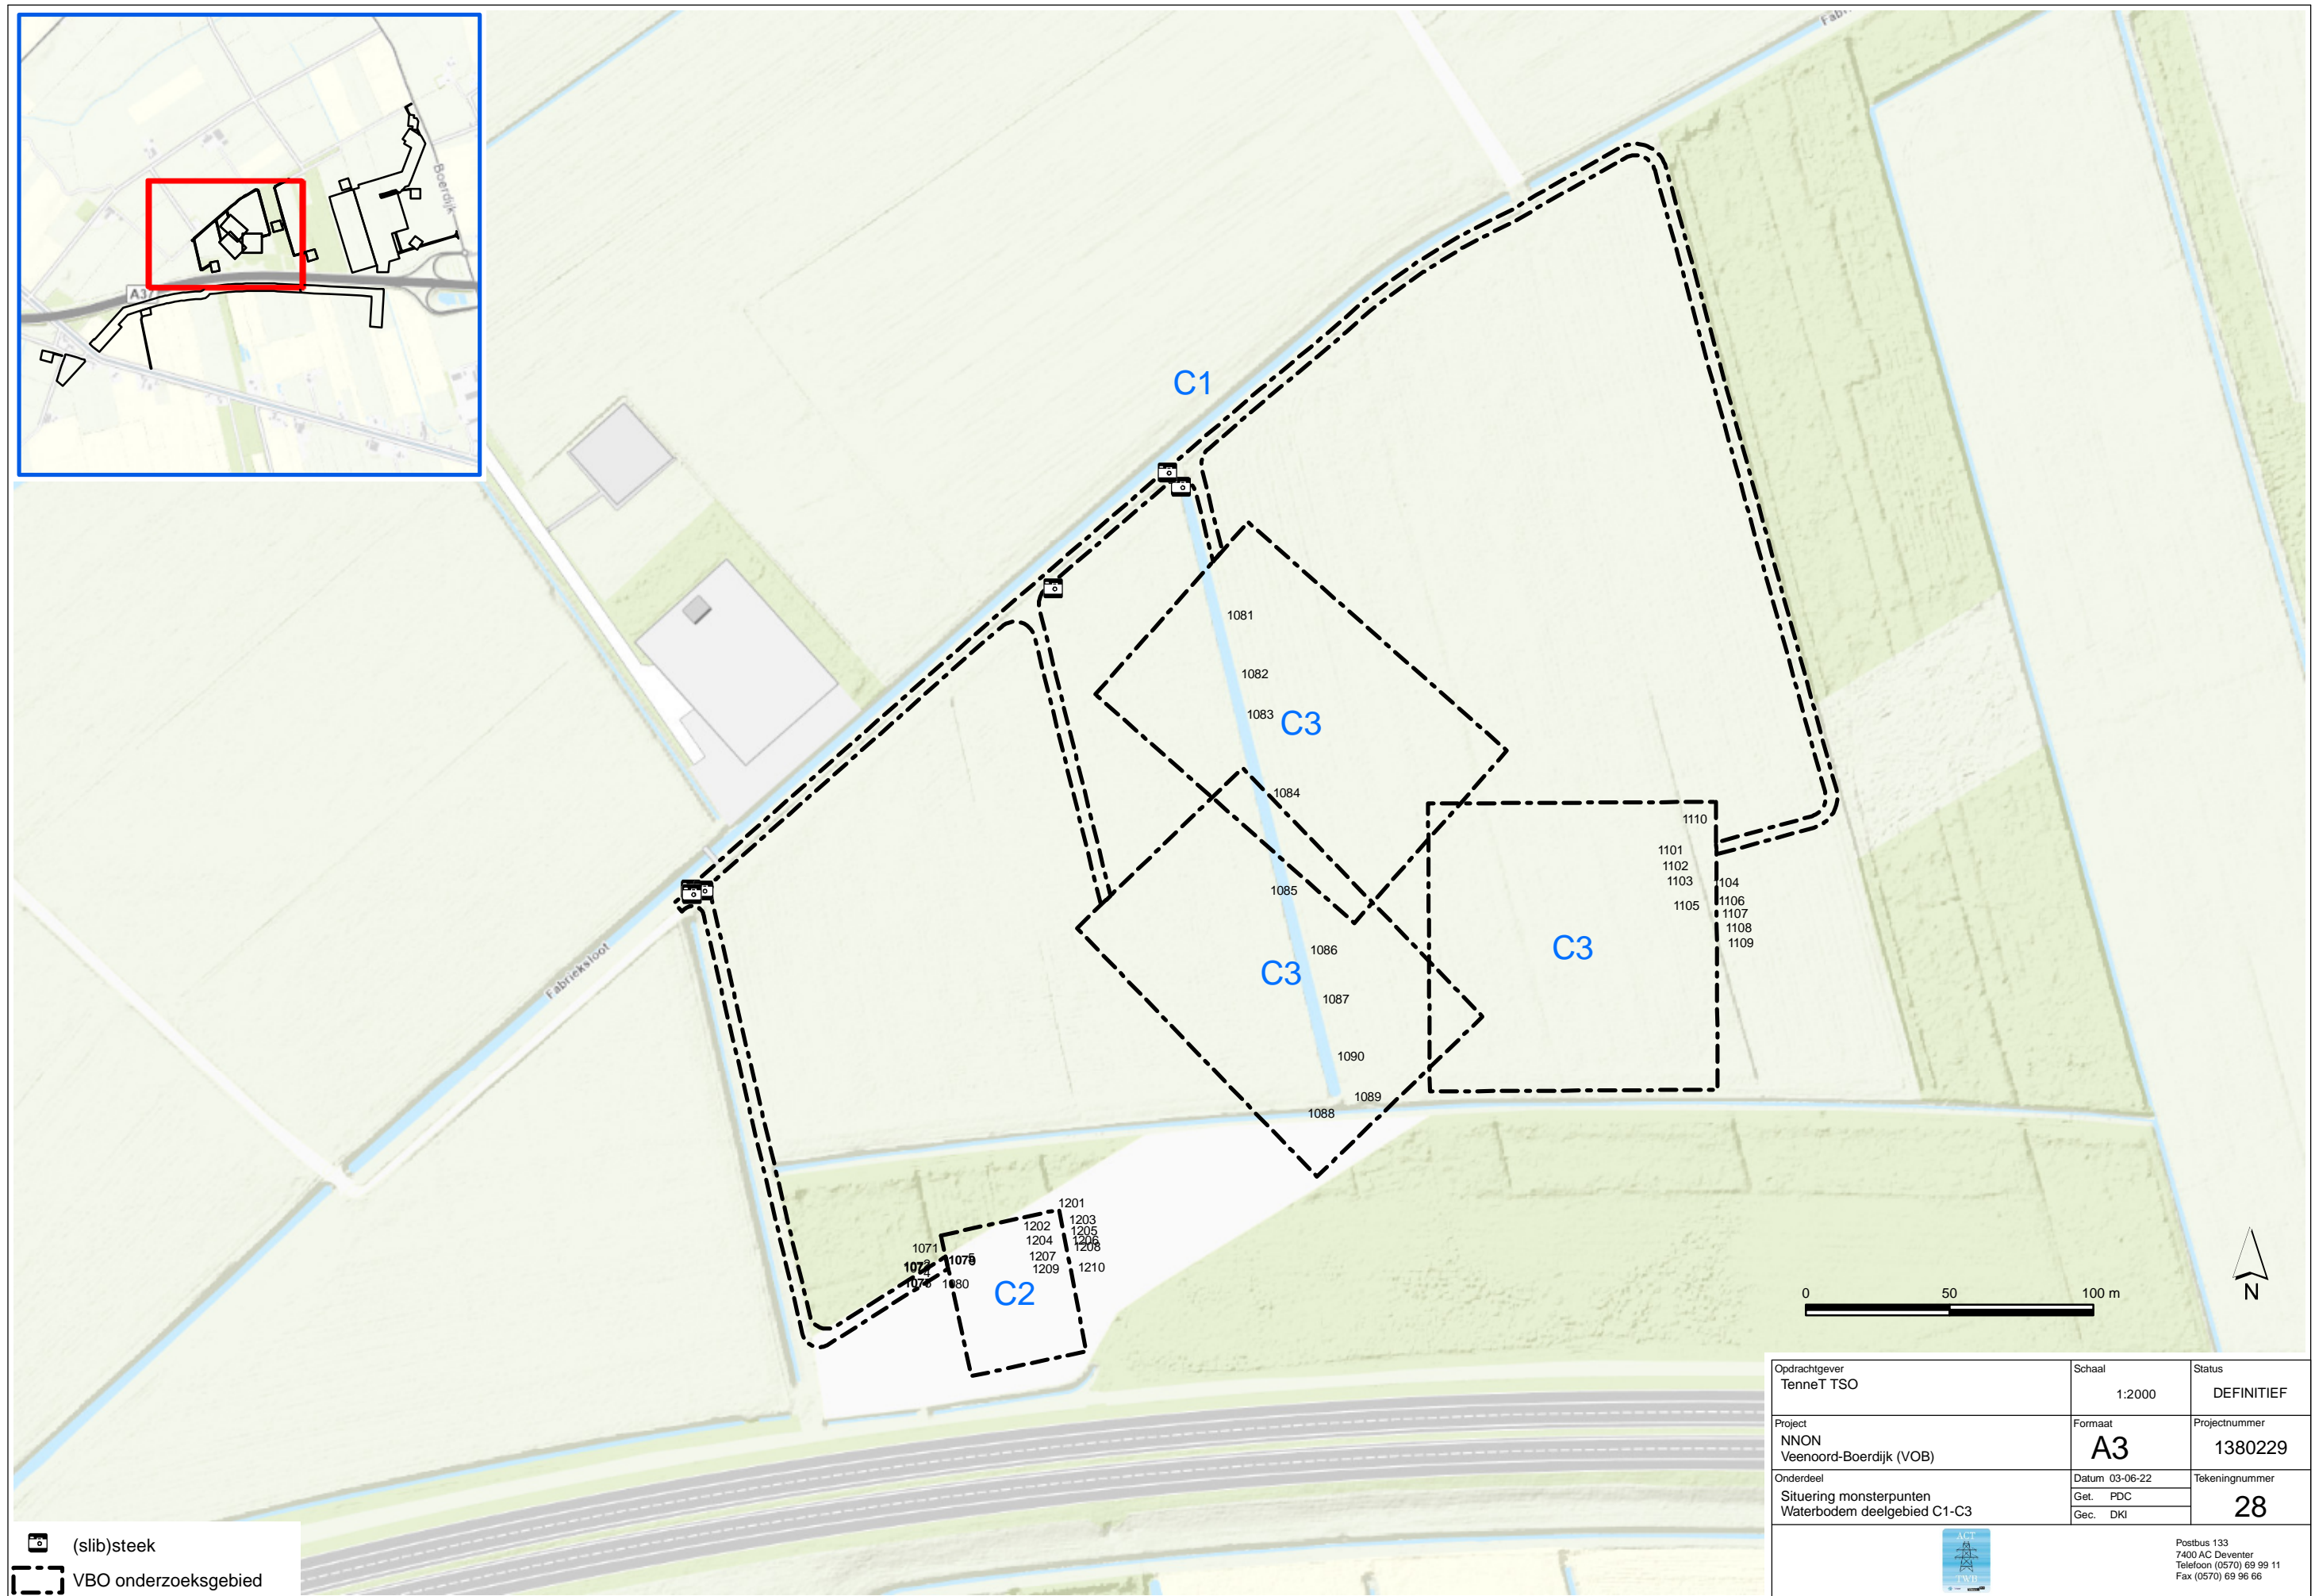 Boerdijk
A37
Fabrieksloot
C1
1081
1082
1083
C3
1084
1110
1101
1102
1103
1105
1106
1107
1108
1109
1085
C3
1086
C3
1087
1090
1089
1088
1201
1202
1203
1204
1205
1206
1207
1208
1209
1210
1071
1080
C2
0 50 100 m
N
Opdrachtgever
TenneT TSO
Schaal
1:2000
Status
DEFINITIEF
Project
NNON
Veenoord-Boerdijk (VOB)
Formaat
A3
Projectnummer
1380229
Onderdeel
Situering monsterpunten
Waterbodem deelgebied C1-C3
Datum 03-06-22
Get. PDC
Gec. DKI
Tekeningnummer
28
ACT
TWB
Postbus 133
7400 AC Deventer
Telefoon (0570) 69 99 11
Fax (0570) 69 96 66
(slib)steek
VBO onderzoeksgebied